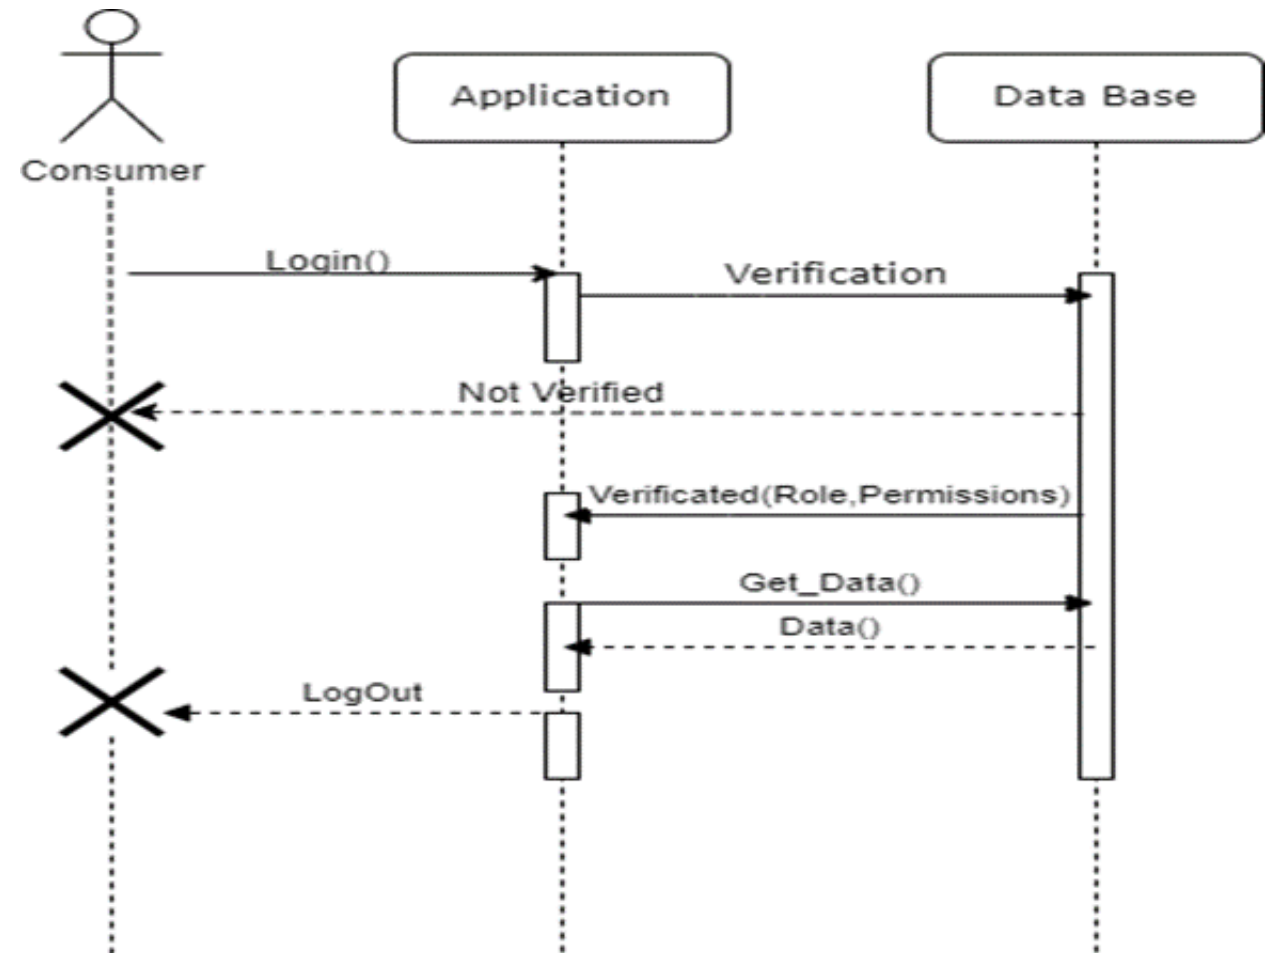 Application
Data Base
Consumer
Login()
Verification
Not Verified
Verificated(Role,Permissions)
Get_Data()
Data()
LogOut